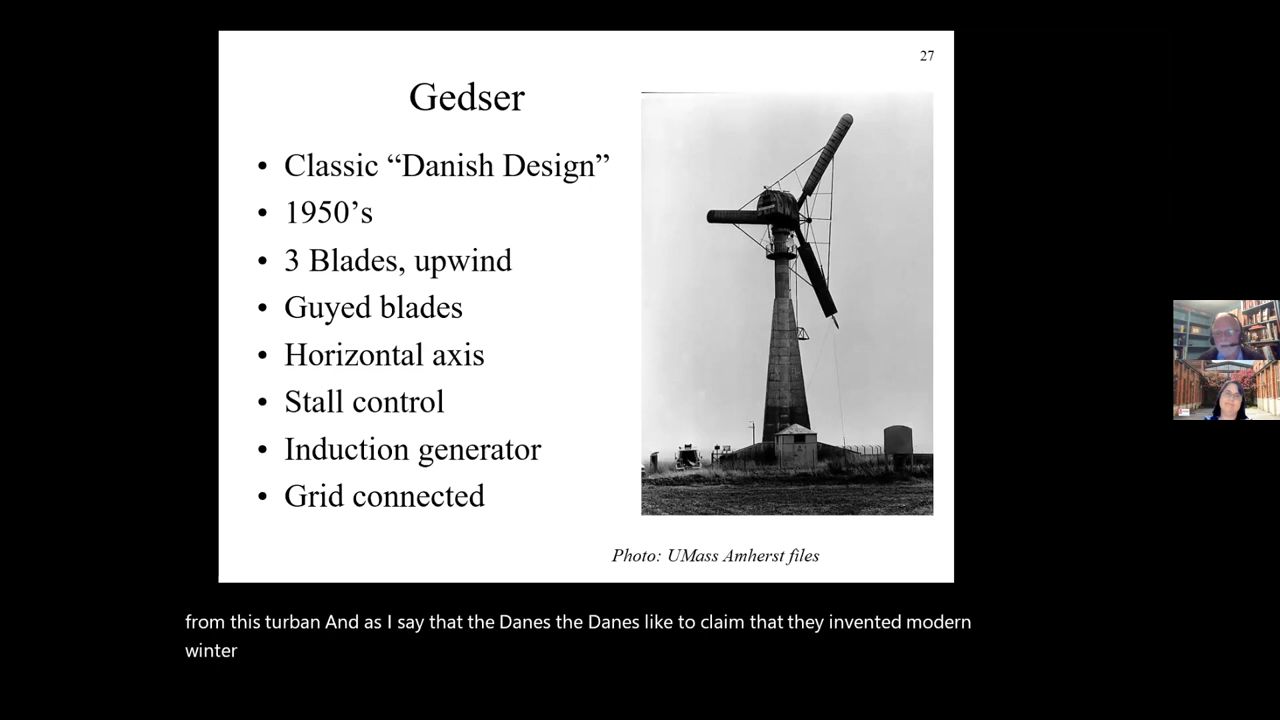 27
Gedser
• Classic “Danish Design”
• 1950’s
• 3 Blades, upwind
• Guyed blades
• Horizontal axis
• Stall control
• Induction generator
• Grid connected
Photo: UMass Amherst files
from this turban And as I say that the Danes the Danes like to claim that they invented modern
winter